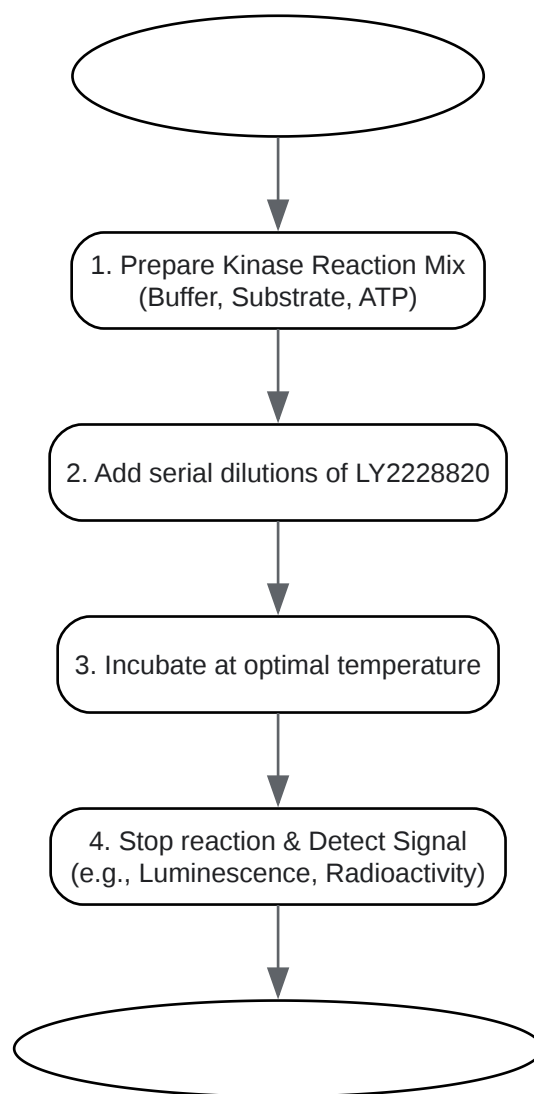 1. Prepare Kinase Reaction Mix
(Buffer, Substrate, ATP)
2. Add serial dilutions of LY2228820
3. Incubate at optimal temperature
4. Stop reaction & Detect Signal
(e.g., Luminescence, Radioactivity)